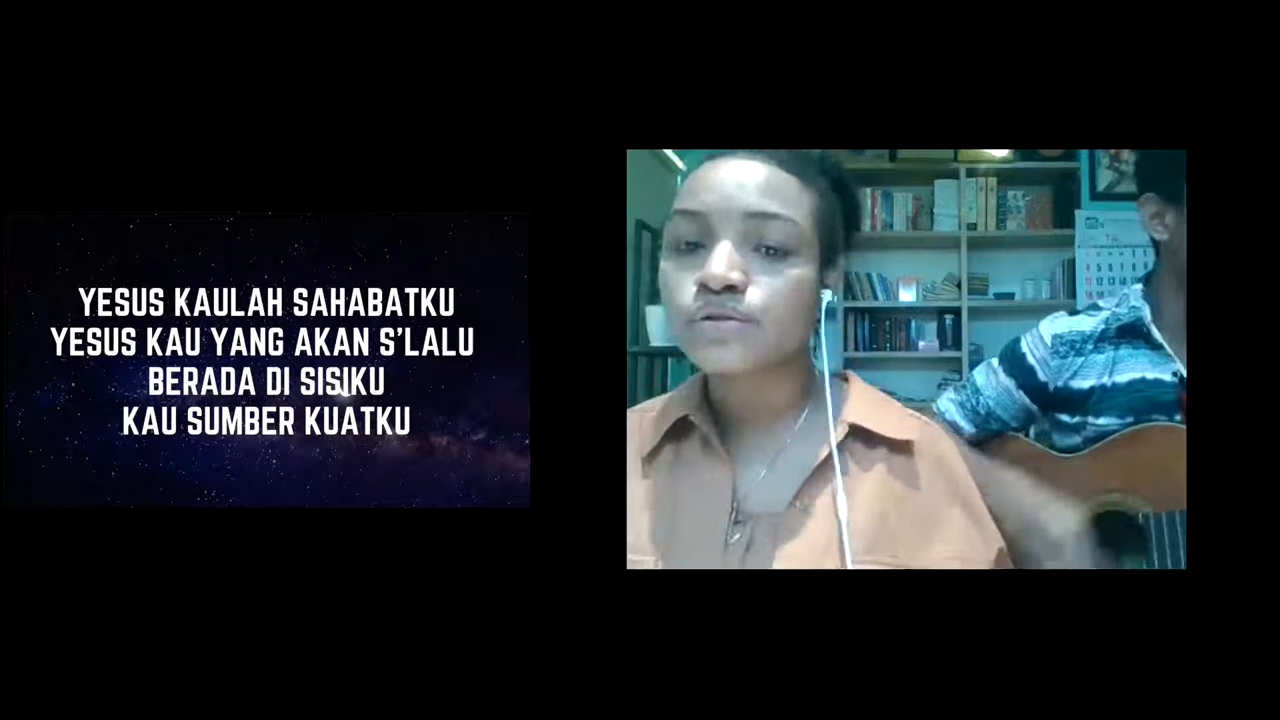 YESUS KAULAH SAHABATKU
YESUS KAU YANG AKAN S'LALU
BERADA DI SISIKU
KAU SUMBER KUATKU